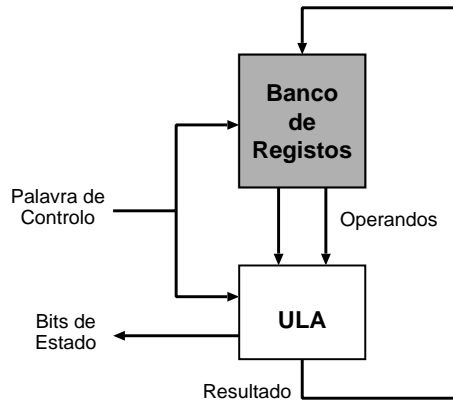 Banco
de
Registos
Palavra de
Controlo
Operandos
ULA
Bits de
Estado
Resultado